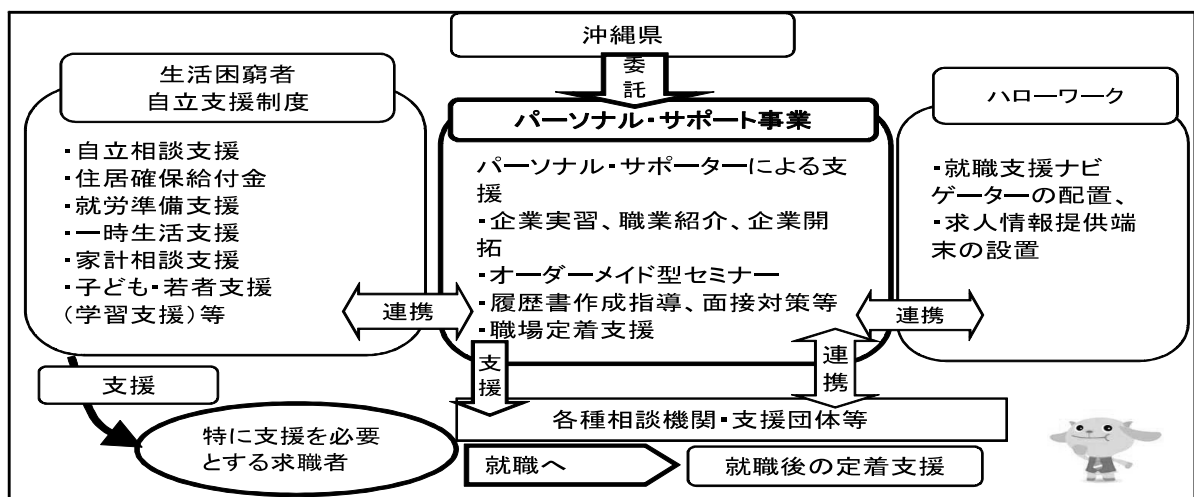 沖縄県
委託
生活困窮者
自立支援制度
・自立相談支援
・住居確保給付金
・就労準備支援
・一時生活支援
・家計相談支援
・子ども・若者支援
(学習支援)等
連携
パーソナル・サポート事業
パーソナル・サポーターによる支
援
・企業実習、職業紹介、企業開
拓
・オーダーメイド型セミナー
・履歴書作成指導、面接対策等
・職場定着支援
ハローワーク
・就職支援ナビ
ゲーターの配置、
・求人情報提供端
末の設置
連携
支援
支援
連携
各種相談機関・支援団体等
特に支援を必要
とする求職者
就職へ
就職後の定着支援